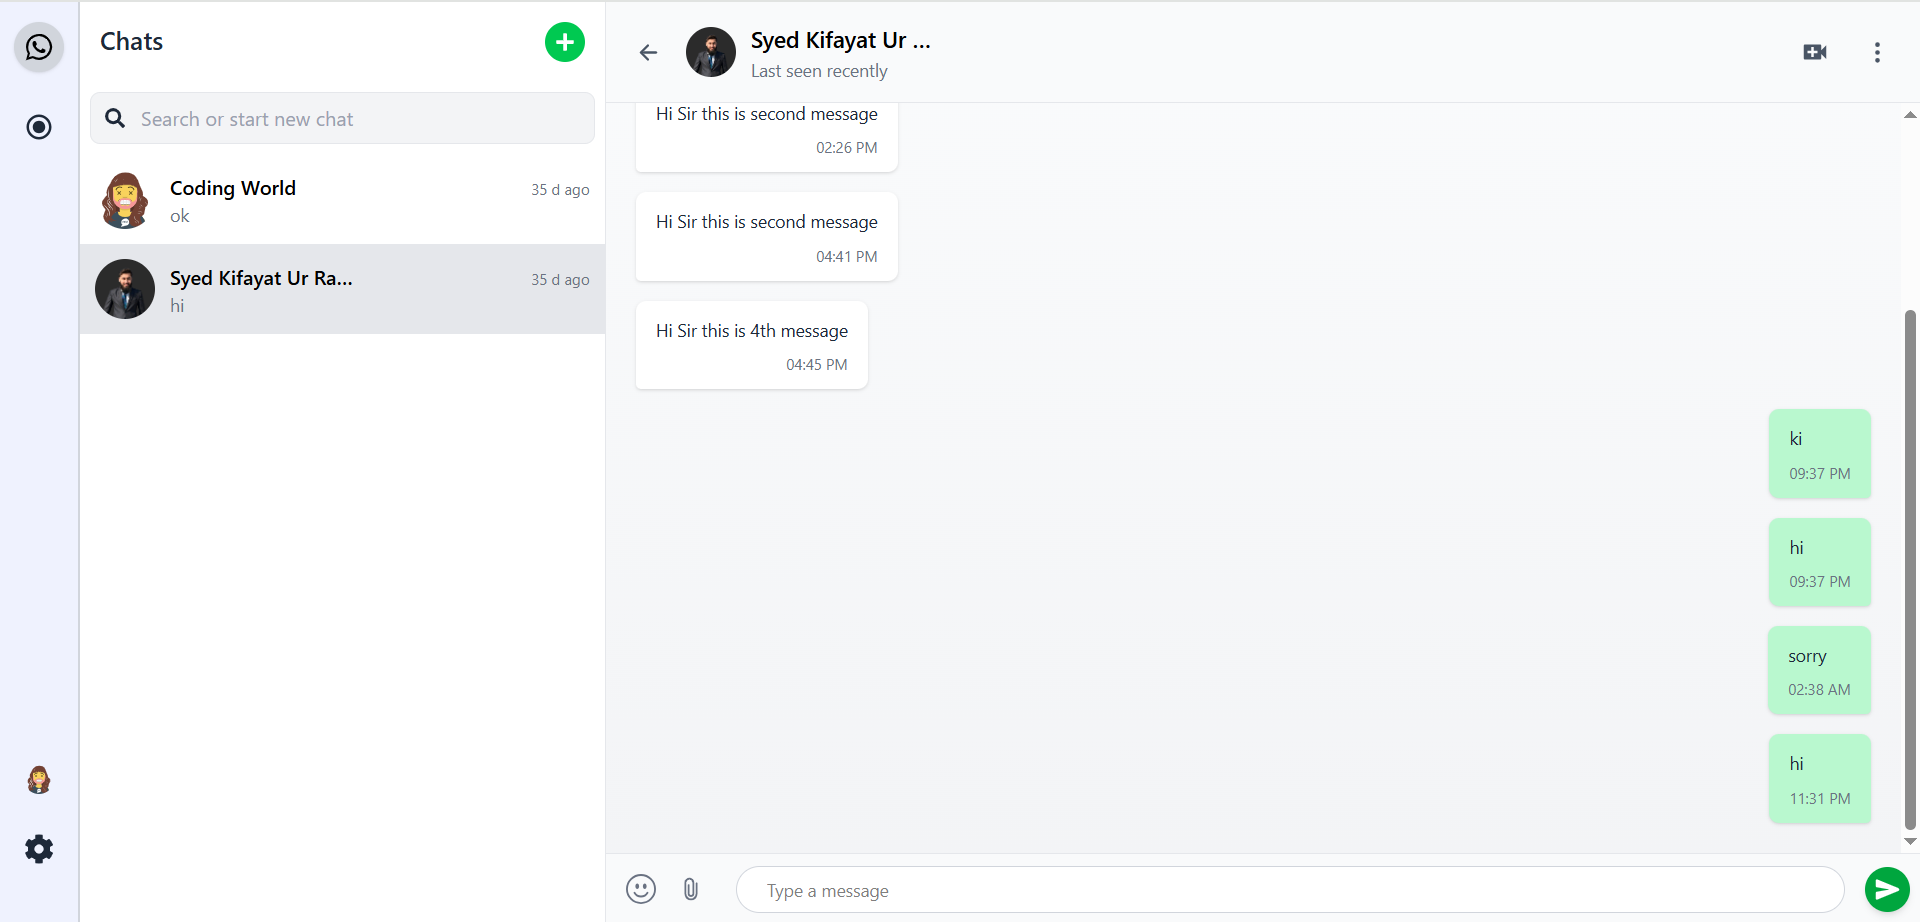 Chats
Search or start new chat
Coding World
35 d ago
ok
Syed Kifayat Ur Ra...
35 d ago
hi
Syed Kifayat Ur ...
Last seen recently
Hi Sir this is second message
02:26 PM
Hi Sir this is second message
04:41 PM
Hi Sir this is 4th message
04:45 PM
ki
09:37 PM
hi
09:37 PM
sorry
02:38 AM
hi
11:31 PM
Type a message